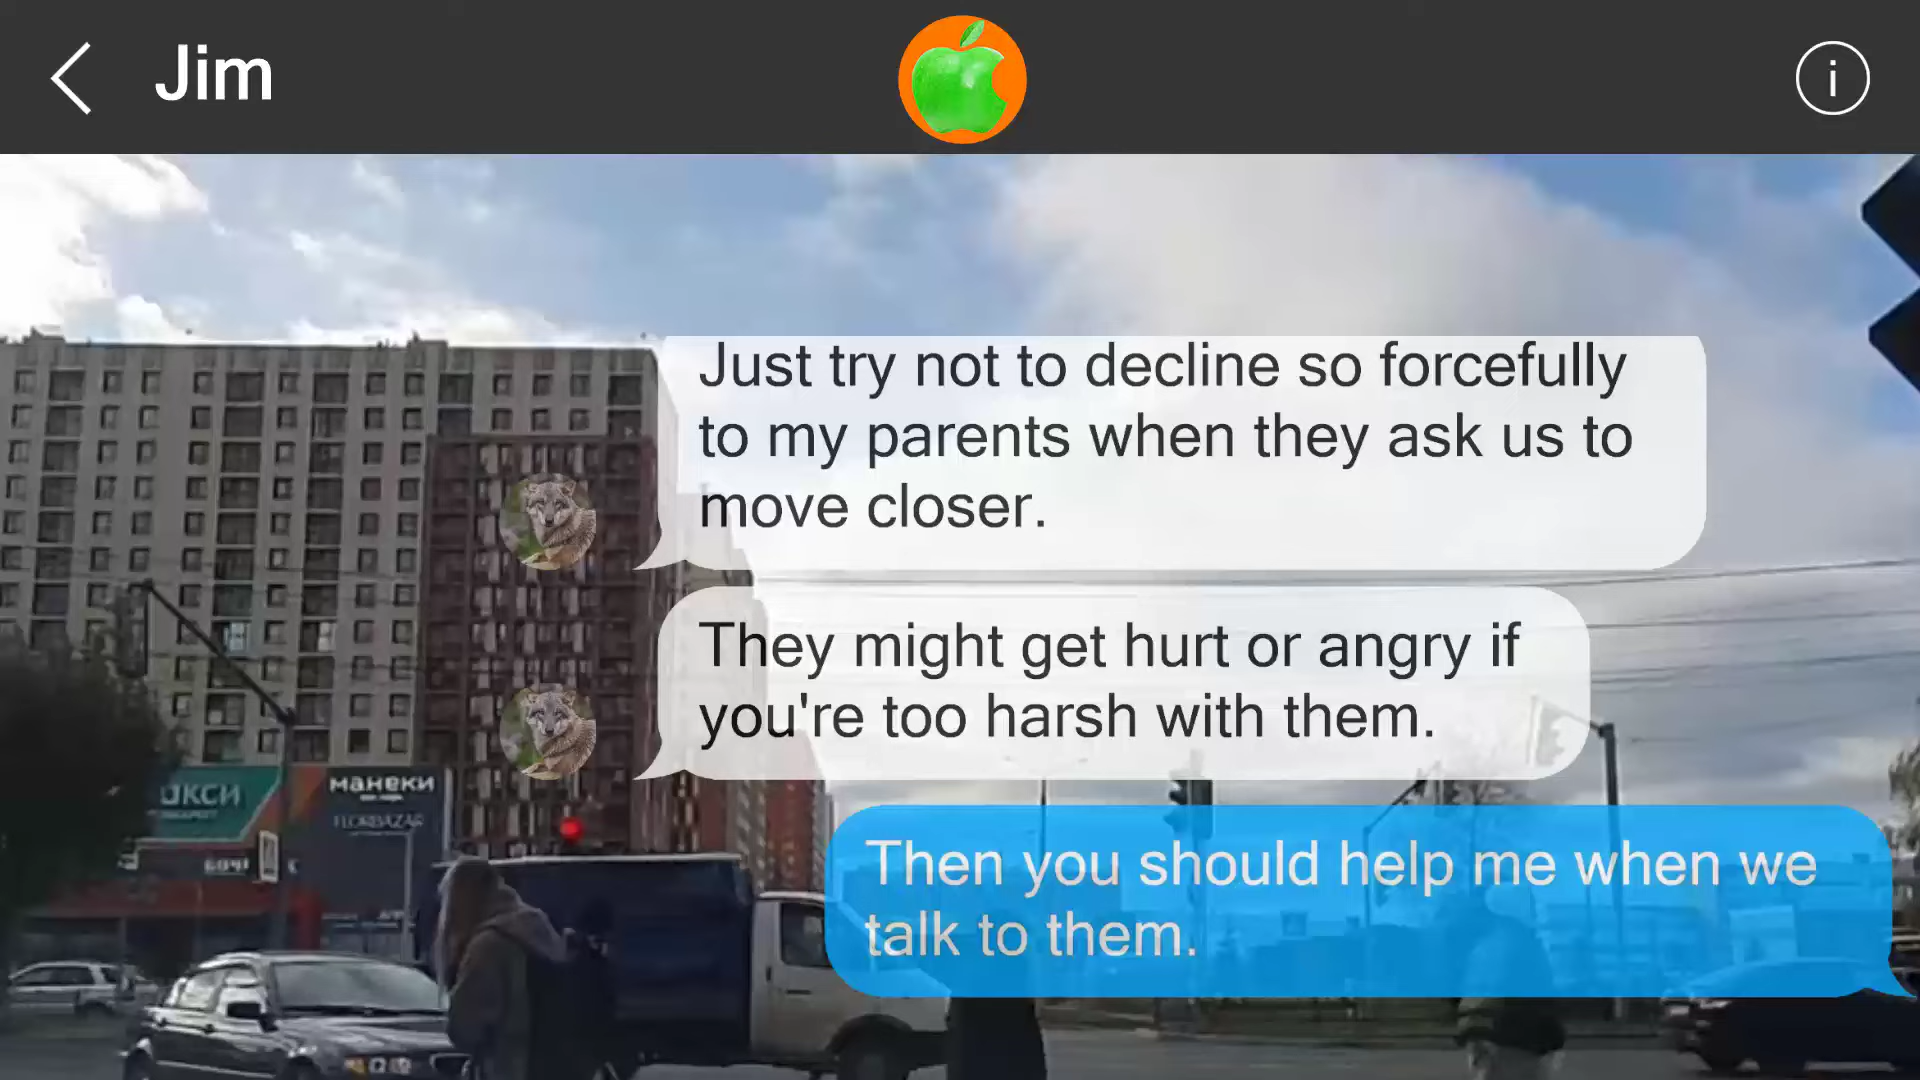 Jim
i
Just try not to decline so forcefully
to my parents when they ask us to
move closer.
They might get hurt or angry if
you're too harsh with them.
Then you should help me when we
talk to them.
манеки
FLORBAZAR